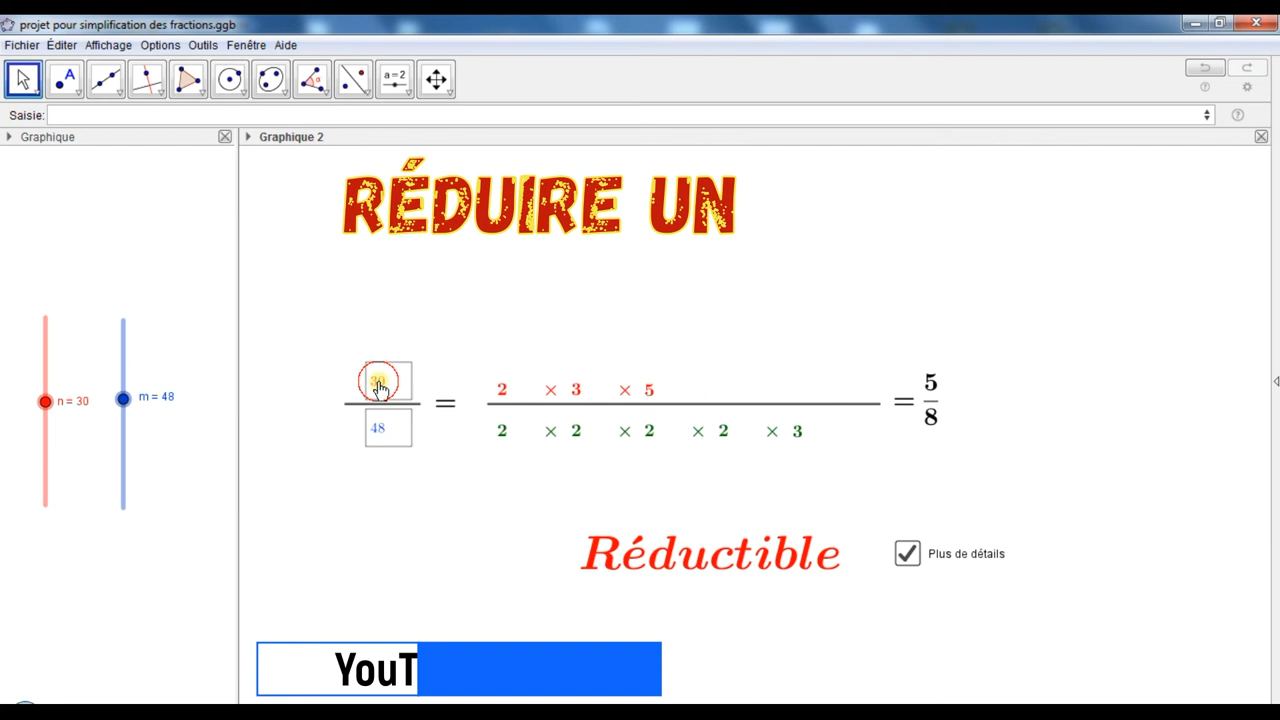 projet pour simplification des fractions.ggb
Fichier Éditer Affichage Options Outils Fenêtre Aide
A
α
a = 2
Saisie:
Graphique
Graphique 2
RÉDUIRE UN
n = 30
m = 48
30
48
=
2 × 3 × 5
2 × 2 × 2 × 2 × 3
=
5
8
Réductible
Plus de détails
YouT